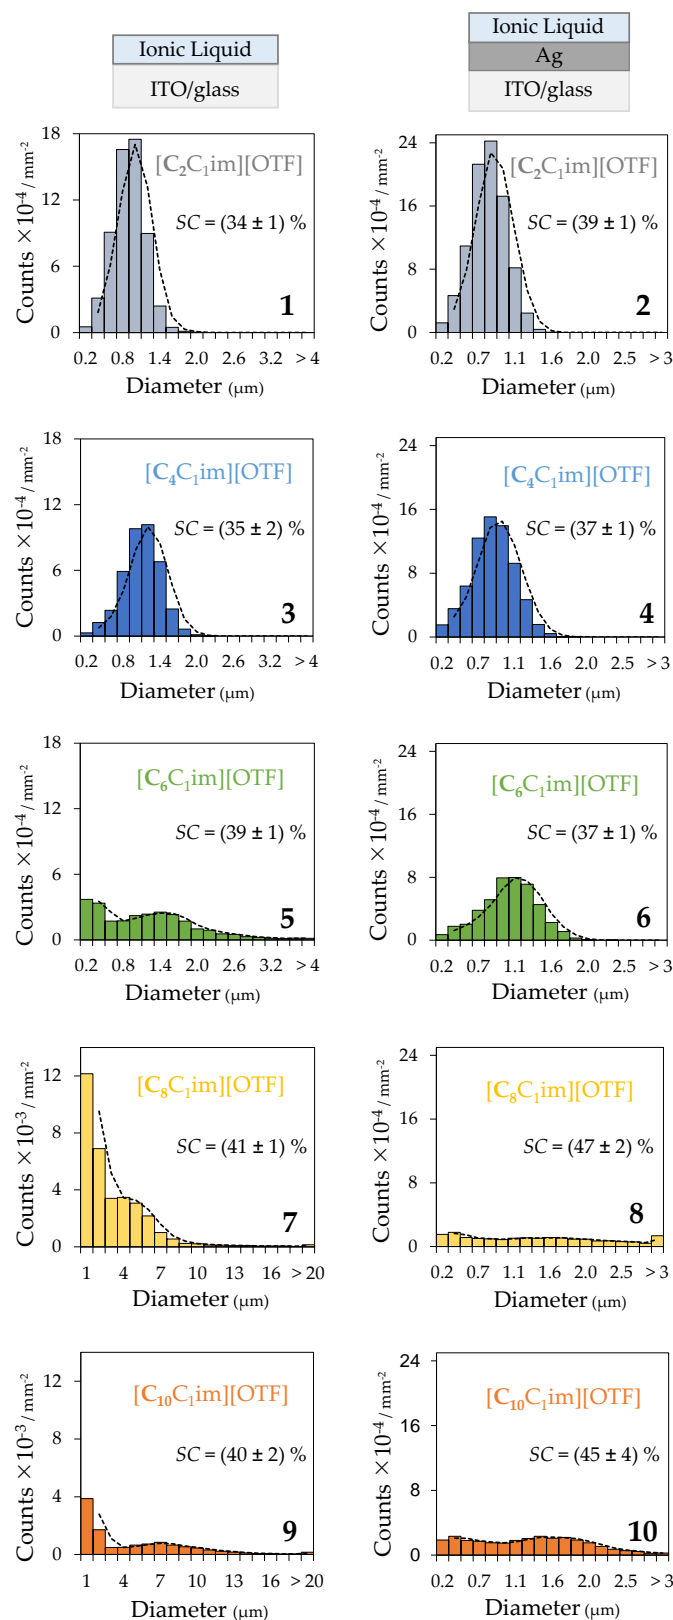 Ionic Liquid
ITO/glass
Ionic Liquid
Ag
ITO/glass
Counts ×10⁻⁴ / mm⁻²
18
12
6
0
[C₂C₁im][OTF]
SC = (34 ± 1) %
1
0.2 0.8 1.4 2.0 2.6 3.2 > 4
Diameter (μm)
Counts ×10⁻⁴ / mm⁻²
24
16
8
0
[C₂C₁im][OTF]
SC = (39 ± 1) %
2
0.2 0.7 1.1 1.6 2.0 2.5 > 3
Diameter (μm)
Counts ×10⁻⁴ / mm⁻²
18
12
6
0
[C₄C₁im][OTF]
SC = (35 ± 2) %
3
0.2 0.8 1.4 2.0 2.6 3.2 > 4
Diameter (μm)
Counts ×10⁻⁴ / mm⁻²
24
16
8
0
[C₄C₁im][OTF]
SC = (37 ± 1) %
4
0.2 0.7 1.1 1.6 2.0 2.5 > 3
Diameter (μm)
Counts ×10⁻⁴ / mm⁻²
18
12
6
0
[C₆C₁im][OTF]
SC = (39 ± 1) %
5
0.2 0.8 1.4 2.0 2.6 3.2 > 4
Diameter (μm)
Counts ×10⁻⁴ / mm⁻²
24
16
8
0
[C₆C₁im][OTF]
SC = (37 ± 1) %
6
0.2 0.7 1.1 1.6 2.0 2.5 > 3
Diameter (μm)
Counts ×10⁻³ / mm⁻²
12
8
4
0
[C₈C₁im][OTF]
SC = (41 ± 1) %
7
1 4 7 10 13 16 > 20
Diameter (μm)
Counts ×10⁻⁴ / mm⁻²
24
16
8
0
[C₈C₁im][OTF]
SC = (47 ± 2) %
8
0.2 0.7 1.1 1.6 2.0 2.5 > 3
Diameter (μm)
Counts ×10⁻³ / mm⁻²
12
8
4
0
[C₁₀C₁im][OTF]
SC = (40 ± 2) %
9
1 4 7 10 13 16 > 20
Diameter (μm)
Counts ×10⁻⁴ / mm⁻²
24
16
8
0
[C₁₀C₁im][OTF]
SC = (45 ± 4) %
10
0.2 0.7 1.1 1.6 2.0 2.5 > 3
Diameter (μm)